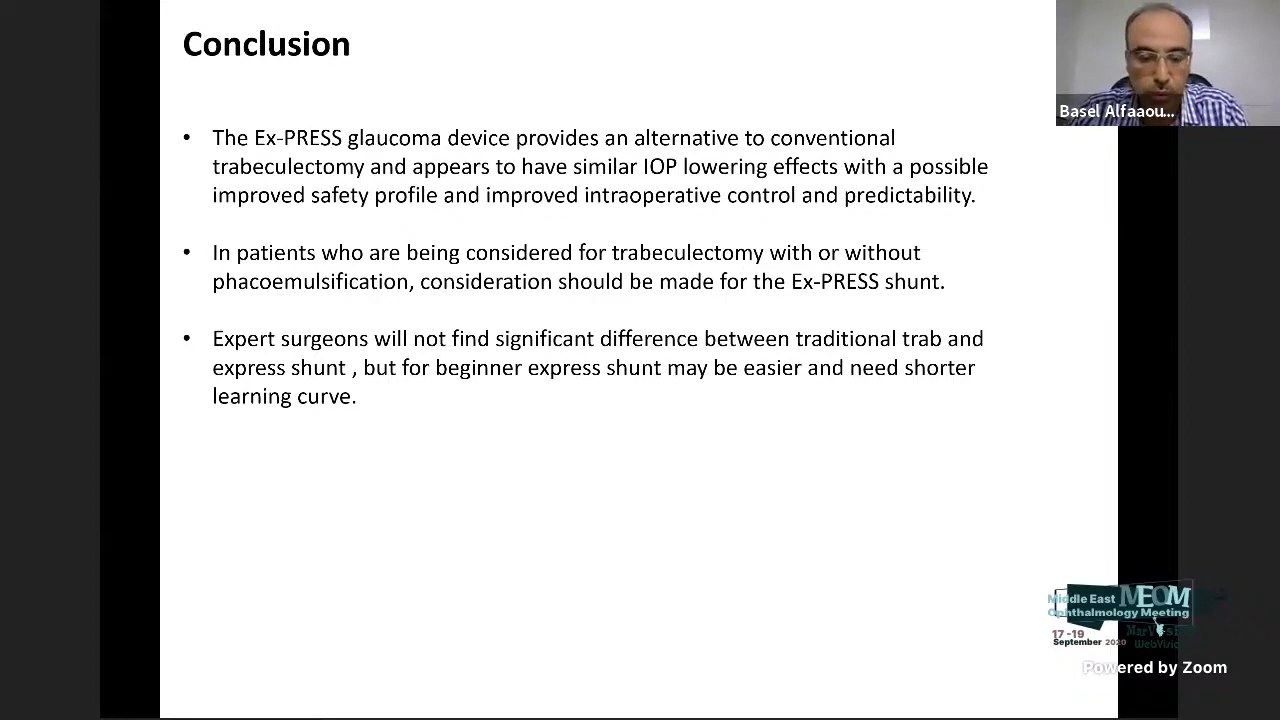 Conclusion
• The Ex-PRESS glaucoma device provides an alternative to conventional
trabeculectomy and appears to have similar IOP lowering effects with a possible
improved safety profile and improved intraoperative control and predictability.
• In patients who are being considered for trabeculectomy with or without
phacoemulsification, consideration should be made for the Ex-PRESS shunt.
• Expert surgeons will not find significant difference between traditional trab and
express shunt , but for beginner express shunt may be easier and need shorter
learning curve.
Basel Alfaaou...
Middle East MEOM
Ophthalmology Meeting
17-19
September 2020
Powered by Zoom